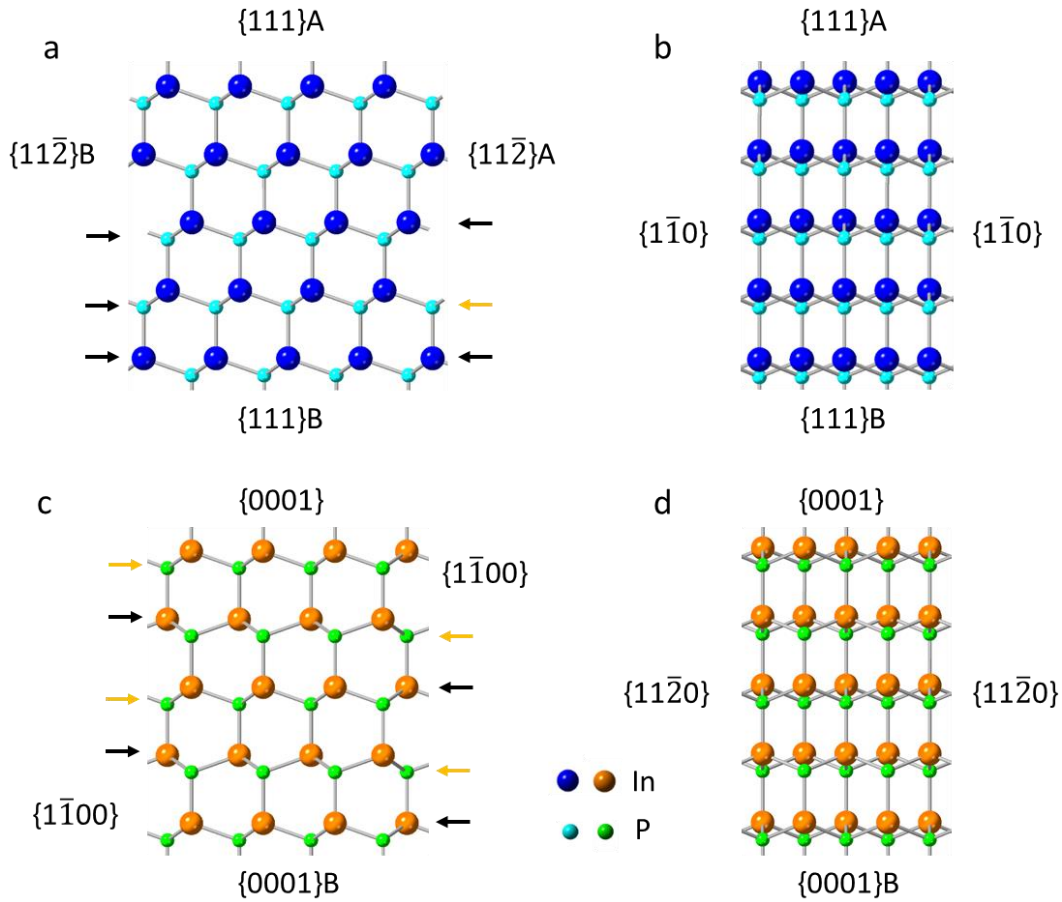 {111}A
a
{112̅}B
{112̅}A
{111}B
{111}A
b
{11̅0}
{11̅0}
{111}B
{0001}
c
{11̅00}
{11̅00}
{0001}B
{0001}
d
{112̅0}
{112̅0}
In
P
{0001}B